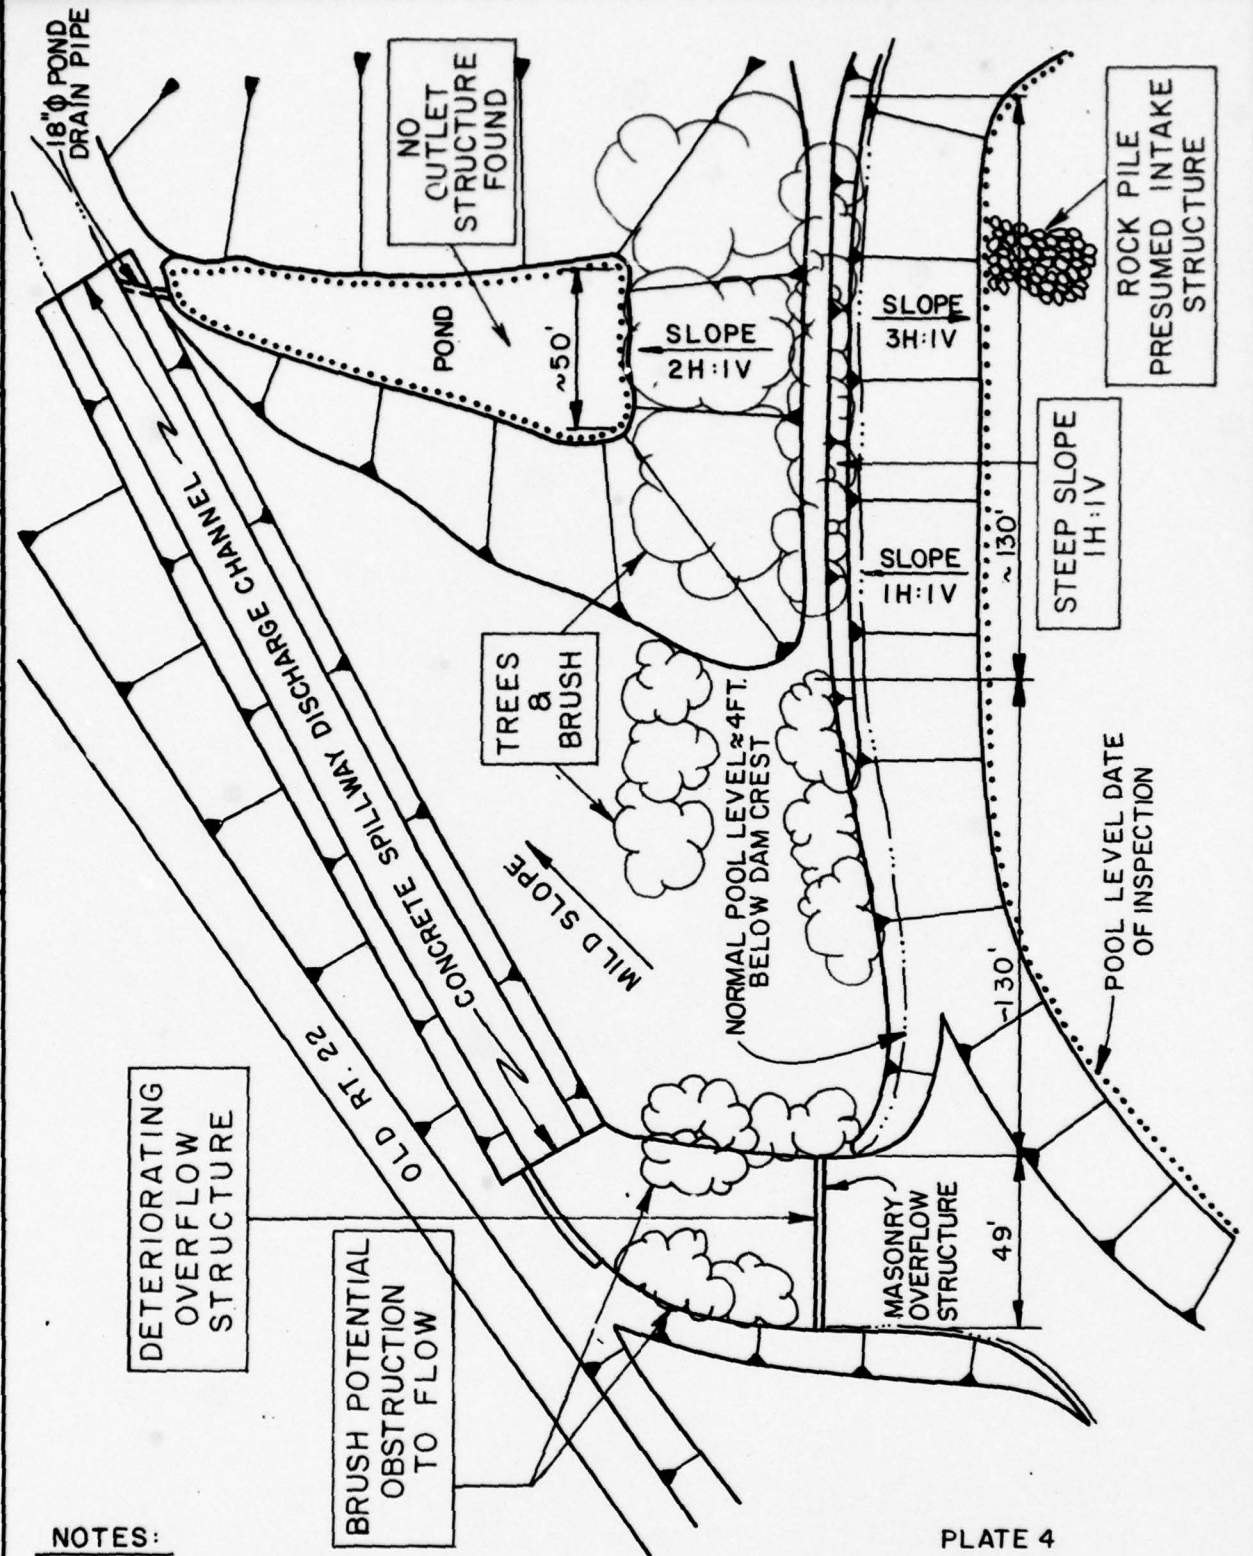 18"φ POND
DRAIN PIPE
NO
OUTLET
STRUCTURE
FOUND
ROCK PILE
PRESUMED INTAKE
STRUCTURE
POND
~50'
SLOPE
2H:1V
SLOPE
3H:1V
STEEP SLOPE
1H:1V
SLOPE
1H:1V
~130'
TREES
&
BRUSH
CONCRETE SPILLWAY DISCHARGE CHANNEL
MILD SLOPE
NORMAL POOL LEVEL≈4FT.
BELOW DAM CREST
POOL LEVEL DATE
OF INSPECTION
~130'
OLD RT. 22
DETERIORATING
OVERFLOW
STRUCTURE
BRUSH POTENTIAL
OBSTRUCTION
TO FLOW
MASONRY
OVERFLOW
STRUCTURE
49'
NOTES:
PLATE 4